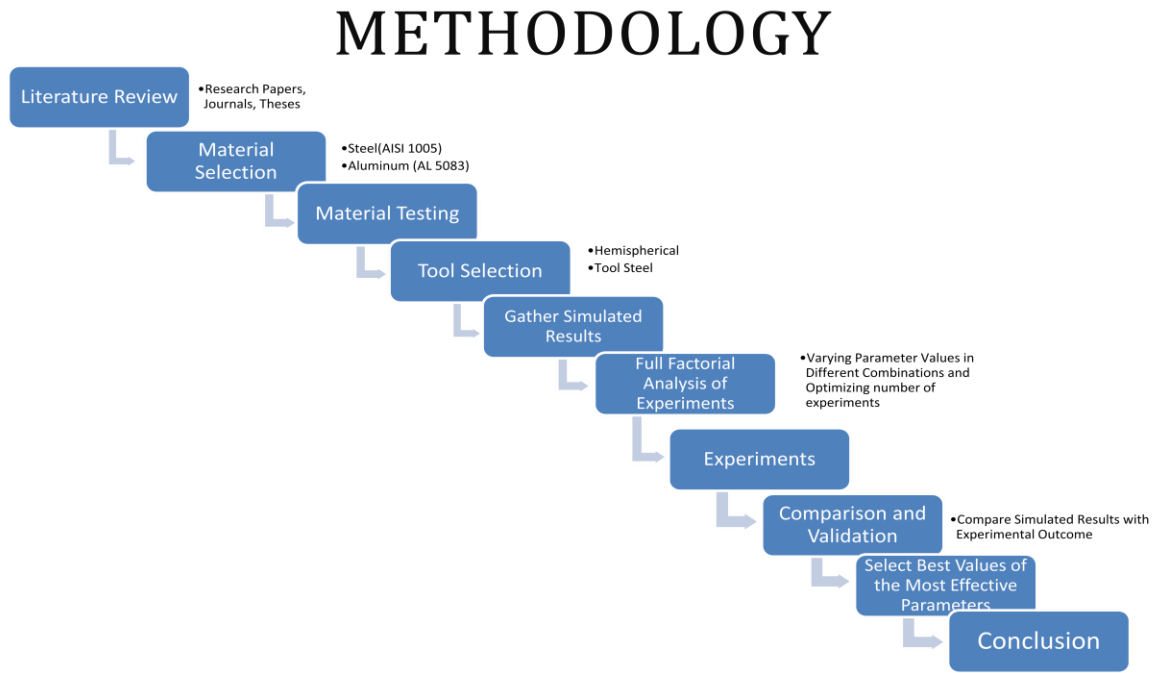 METHODOLOGY
Literature Review
•Research Papers,
Journals, Theses
Material
Selection
•Steel(AISI 1005)
•Aluminum (AL 5083)
Material Testing
Tool Selection
•Hemispherical
•Tool Steel
Gather Simulated
Results
Full Factorial
Analysis of
Experiments
•Varying Parameter Values in
Different Combinations and
Optimizing number of
experiments
Experiments
Comparison and
Validation
•Compare Simulated Results with
Experimental Outcome
Select Best Values of
the Most Effective
Parameters
Conclusion